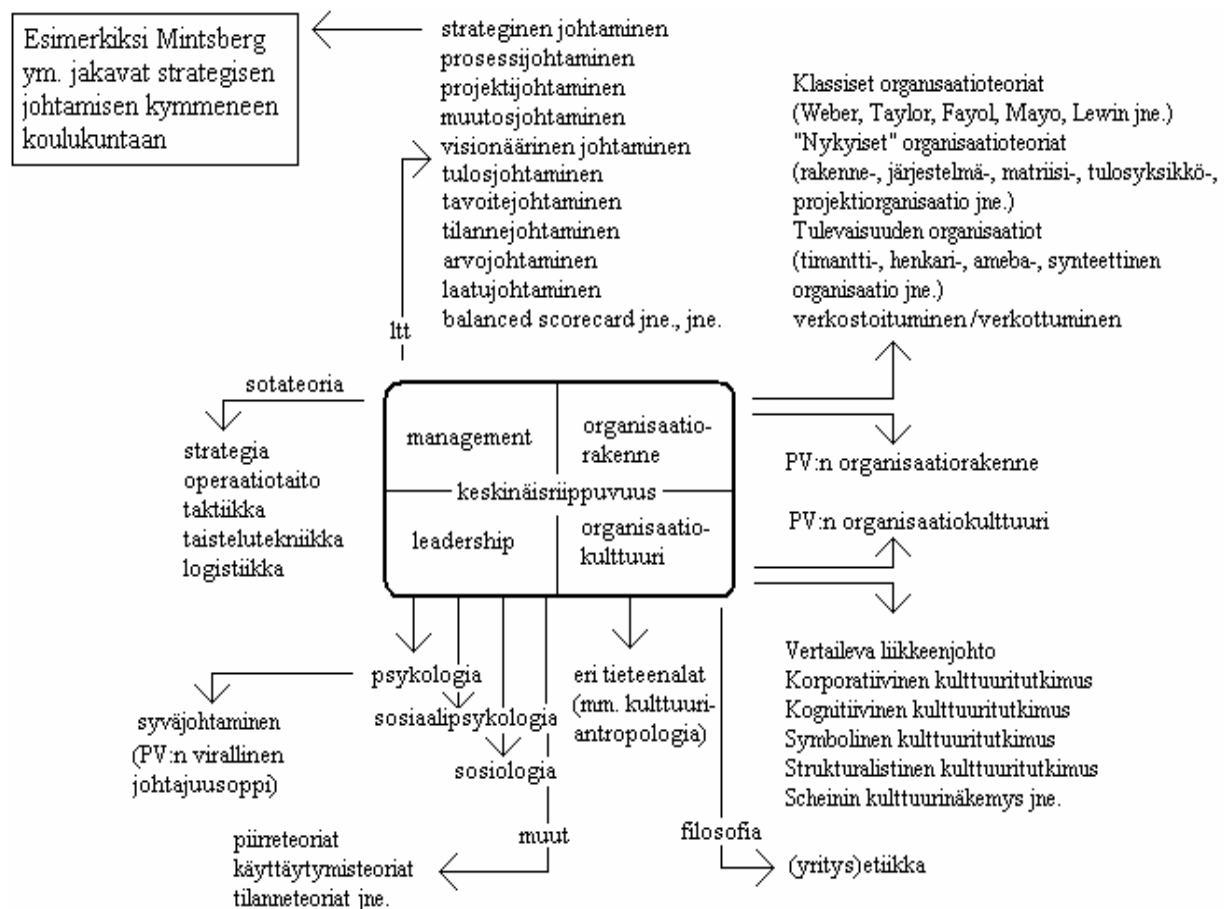 Esimerkiksi Mintsberg
ym. jakavat strategisen
johtamisen kymmeneen
koulukuntaan
strateginen johtaminen
prosessijohtaminen
projektijohtaminen
muutosjohtaminen
visionäärinen johtaminen
tulosjohtaminen
tavoitejohtaminen
tilannejohtaminen
arvojohtaminen
laatujohtaminen
balanced scorecard jne., jne.
Klassiset organisaatioteoriat
(Weber, Taylor, Fayol, Mayo, Lewin jne.)
"Nykyiset" organisaatioteoriat
(rakenne-, järjestelmä-, matriisi-, tulosyksikkö-,
projektiorganisaatio jne.)
Tulevaisuuden organisaatiot
(timantti-, henkari-, ameba-, synteettinen
organisaatio jne.)
verkostoituminen/verkottuminen
ltt
sotateoria
strategia
operaatiotaito
taktiikka
taistelutekniikka
logistiikka
management
organisaatio-
rakenne
keskinäisriippuvuus
leadership
organisaatio-
kulttuuri
PV:n organisaatiorakenne
PV:n organisaatiokulttuuri
Vertaileva liikkeenjohto
Korporatiivinen kulttuuritutkimus
Kognitiivinen kulttuuritutkimus
Symbolinen kulttuuritutkimus
Strukturalistinen kulttuuritutkimus
Scheinin kulttuurinäkemys jne.
psykologia
sosiaalipsykologia
sosiologia
eri tieteenalat
(mm. kulttuuri-
antropologia)
syväjohtaminen
(PV:n virallinen
johtajuusoppi)
muut
piirreteoriat
käyttäytymisteoriat
tilanneteoriat jne.
filosofia
(yritys)etiikka